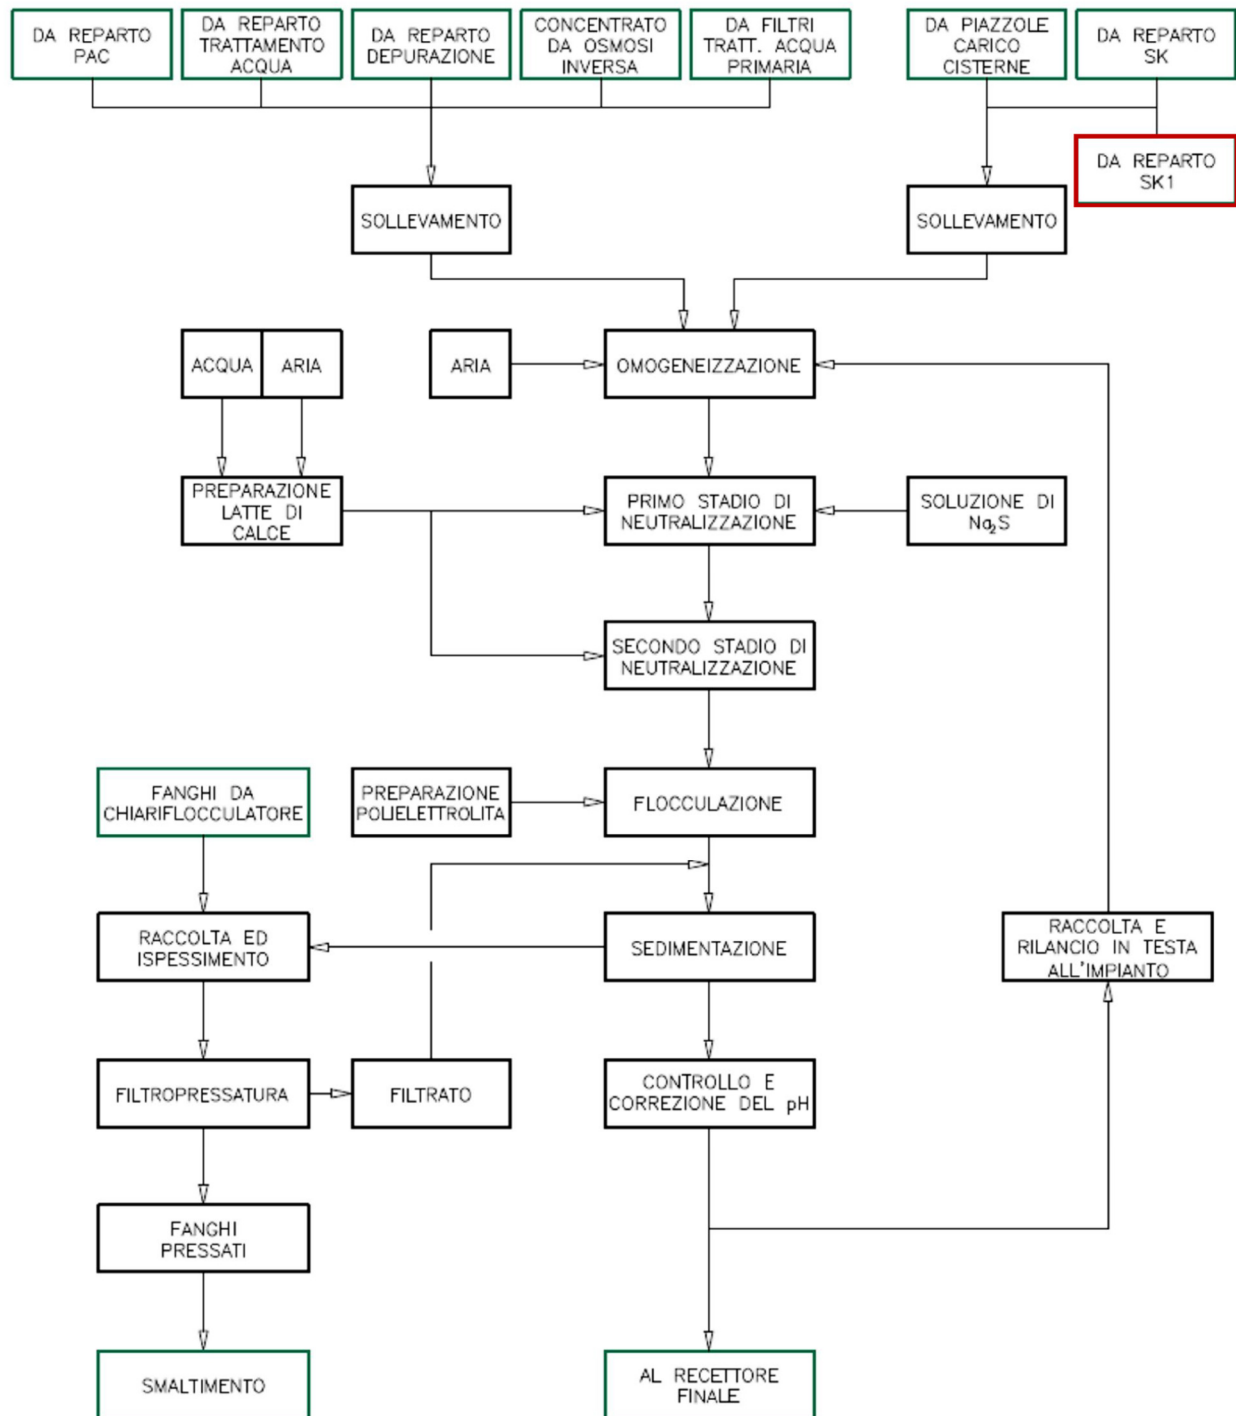 DA REPARTO
PAC
DA REPARTO
TRATTAMENTO
ACQUA
DA REPARTO
DEPURAZIONE
CONCENTRATO
DA OSMOSI
INVERSA
DA FILTRI
TRATT. ACQUA
PRIMARIA
DA PIAZZOLE
CARICO
CISTERNE
DA REPARTO
SK
DA REPARTO
SK1
SOLLEVAMENTO
SOLLEVAMENTO
ACQUA
ARIA
ARIA
OMOGENEIZZAZIONE
PREPARAZIONE
LATTE DI
CALCE
PRIMO STADIO DI
NEUTRALIZZAZIONE
SOLUZIONE DI
Na₂S
SECONDO STADIO DI
NEUTRALIZZAZIONE
FANGHI DA
CHIARIFLOCCULATORE
PREPARAZIONE
POLIELETTROLITA
FLOCCULAZIONE
RACCOLTA ED
ISPESSIMENTO
SEDIMENTAZIONE
RACCOLTA E
RILANCIO IN TESTA
ALL'IMPIANTO
FILTROPRESSATURA
FILTRATO
CONTROLLO E
CORREZIONE DEL pH
FANGHI
PRESSATI
SMALTIMENTO
AL RECETTORE
FINALE